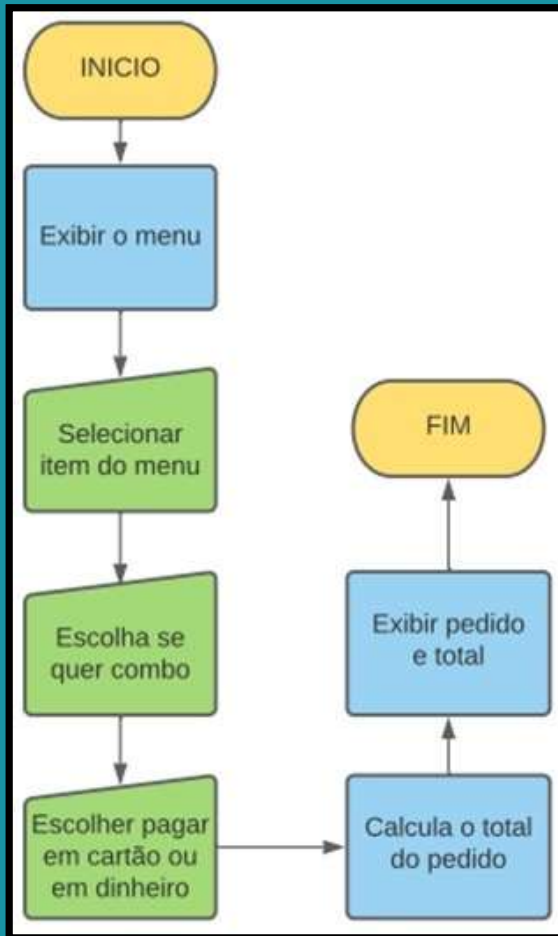 INICIO
Exibir o menu
Selecionar
item do menu
Escolha se
quer combo
Escolher pagar
em cartão ou
em dinheiro
Calcula o total
do pedido
Exibir pedido
e total
FIM